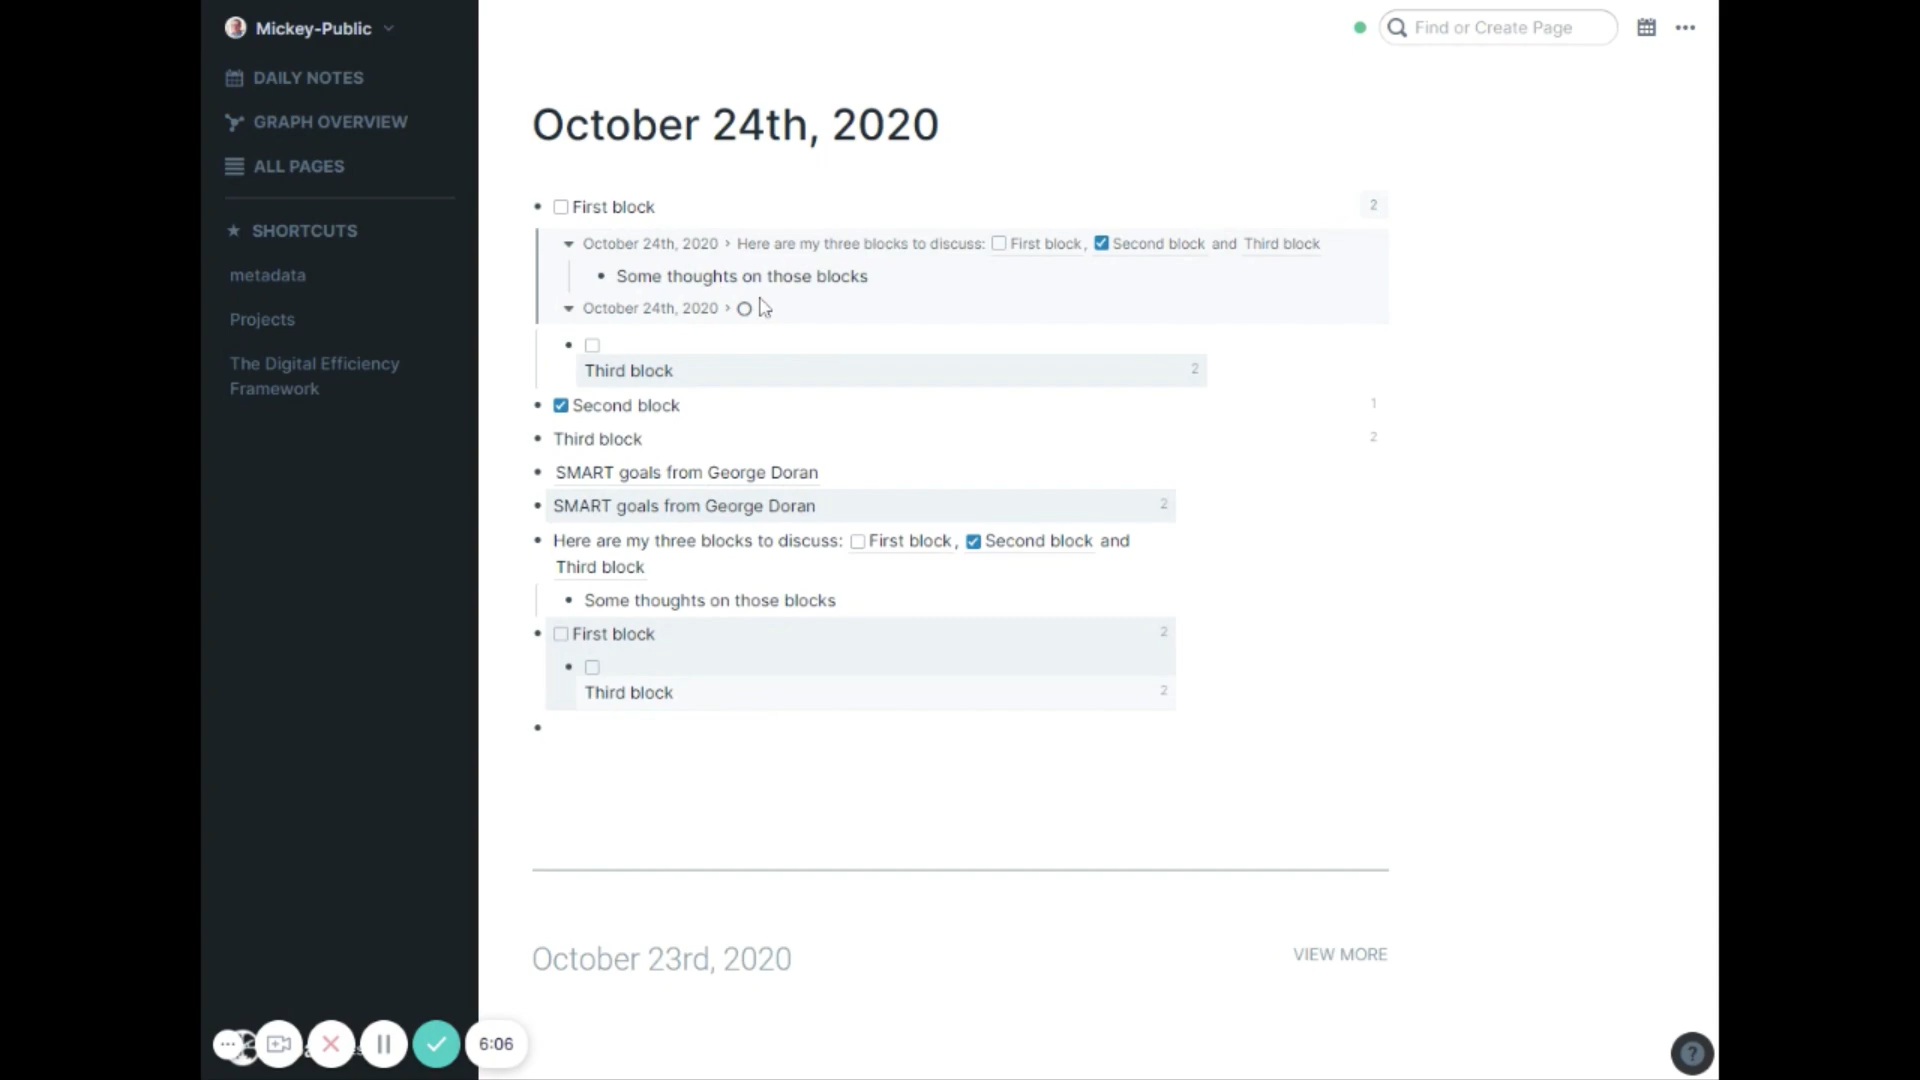 Mickey-Public
DAILY NOTES
GRAPH OVERVIEW
ALL PAGES
SHORTCUTS
metadata
Projects
The Digital Efficiency
Framework
Find or Create Page
October 24th, 2020
First block 2
October 24th, 2020 › Here are my three blocks to discuss: First block, Second block and Third block
Some thoughts on those blocks
October 24th, 2020 ›
Third block 2
Second block 1
Third block 2
SMART goals from George Doran
SMART goals from George Doran 2
Here are my three blocks to discuss: First block, Second block and
Third block
Some thoughts on those blocks
First block 2
Third block 2
October 23rd, 2020 VIEW MORE
6:06
?